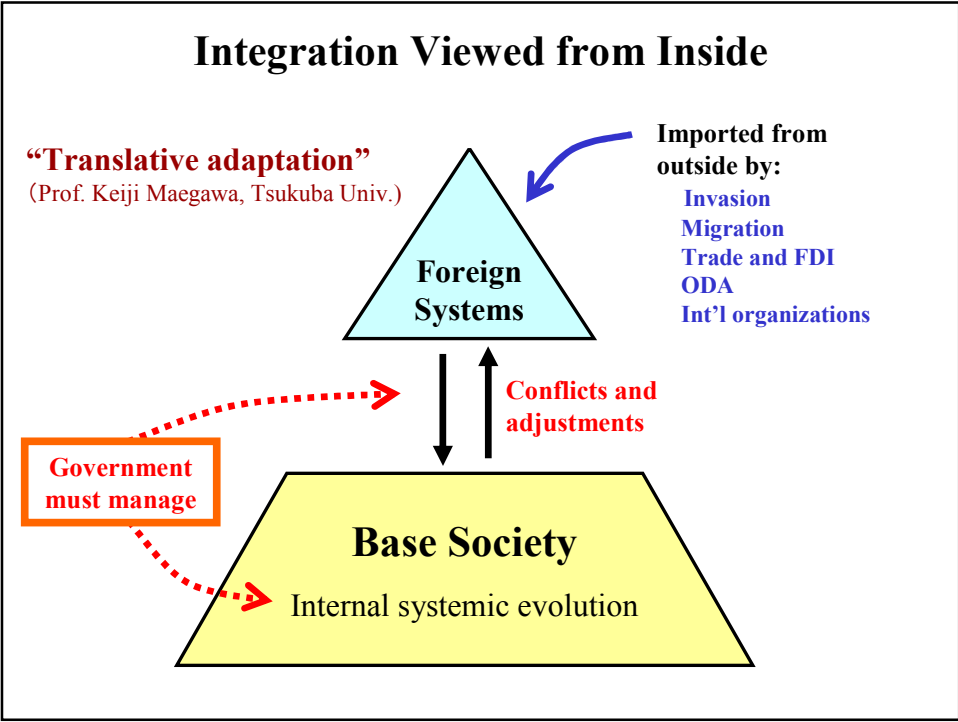 Integration Viewed from Inside
“Translative adaptation”
（Prof. Keiji Maegawa, Tsukuba Univ.）
Imported from
outside by:
Invasion
Migration
Trade and FDI
ODA
Int’l organizations
Foreign
Systems
Conflicts and
adjustments
Government
must manage
Base Society
Internal systemic evolution